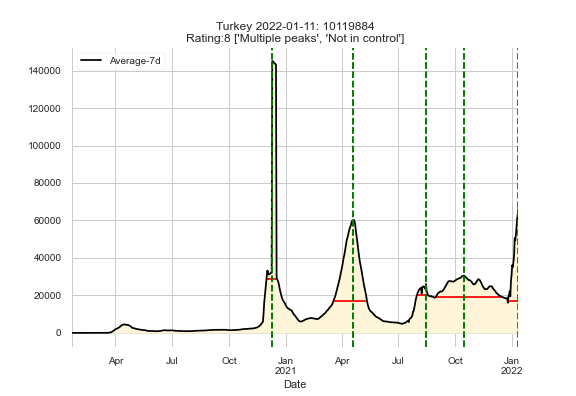 Turkey 2022-01-11: 10119884
Rating:8 ['Multiple peaks', 'Not in control']
Average-7d
140000
120000
100000
80000
60000
40000
20000
0
Apr
Jul
Oct
Jan
2021
Apr
Jul
Oct
Jan
2022
Date